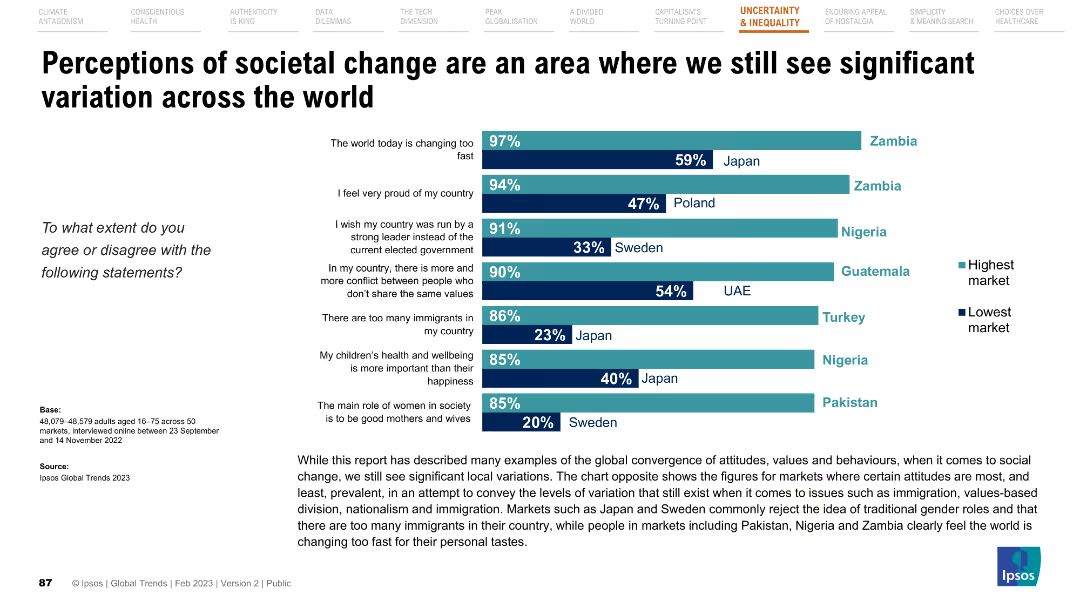 CLIMATE
ANTAGONISM
CONSCIENTIOUS
HEALTH
AUTHENTICITY
IS KING
DATA
DILEMMAS
THE TECH
DIMENSION
PEAK
GLOBALISATION
A DIVIDED
WORLD
CAPITALISM'S
TURNING POINT
UNCERTAINTY
& INEQUALITY
ENDURING APPEAL
OF NOSTALGIA
SIMPLICITY
& MEANING SEARCH
CHOICES OVER
HEALTHCARE
Perceptions of societal change are an area where we still see significant
variation across the world
To what extent do you
agree or disagree with the
following statements?
The world today is changing too
fast
97%
Zambia
59%
Japan
I feel very proud of my country
94%
Zambia
47%
Poland
I wish my country was run by a
strong leader instead of the
current elected government
91%
Nigeria
33%
Sweden
In my country, there is more and
more conflict between people who
don't share the same values
90%
Guatemala
54%
UAE
There are too many immigrants in
my country
86%
Turkey
23%
Japan
My children's health and wellbeing
is more important than their
happiness
85%
Nigeria
40%
Japan
The main role of women in society
is to be good mothers and wives
85%
Pakistan
20%
Sweden
Highest
market
Lowest
market
Base:
48,079–48,579 adults aged 16–75 across 50
markets, interviewed online between 23 September
and 14 November 2022
Source:
Ipsos Global Trends 2023
While this report has described many examples of the global convergence of attitudes, values and behaviours, when it comes to social
change, we still see significant local variations. The chart opposite shows the figures for markets where certain attitudes are most, and
least, prevalent, in an attempt to convey the levels of variation that still exist when it comes to issues such as immigration, values-based
division, nationalism and immigration. Markets such as Japan and Sweden commonly reject the idea of traditional gender roles and that
there are too many immigrants in their country, while people in markets including Pakistan, Nigeria and Zambia clearly feel the world is
changing too fast for their personal tastes.
87
© Ipsos | Global Trends | Feb 2023 | Version 2 | Public
Ipsos